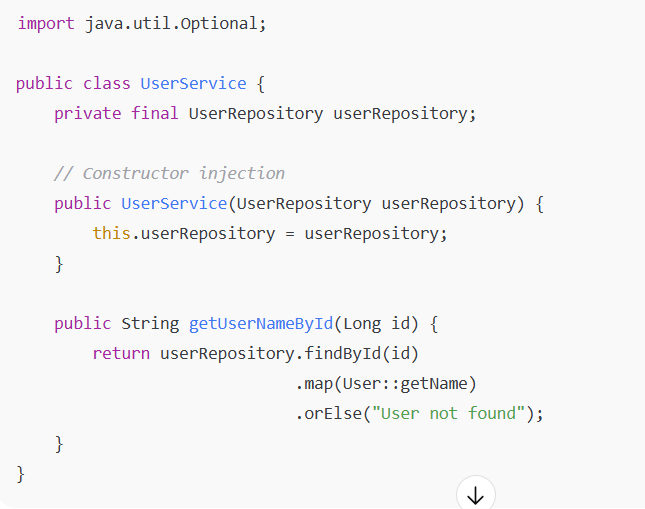 import java.util.Optional;
public class UserService {
    private final UserRepository userRepository;
    // Constructor injection
    public UserService(UserRepository userRepository) {
        this.userRepository = userRepository;
    }
    public String getUserNameById(Long id) {
        return userRepository.findById(id)
                             .map(User::getName)
                             .orElse("User not found");
    }
}